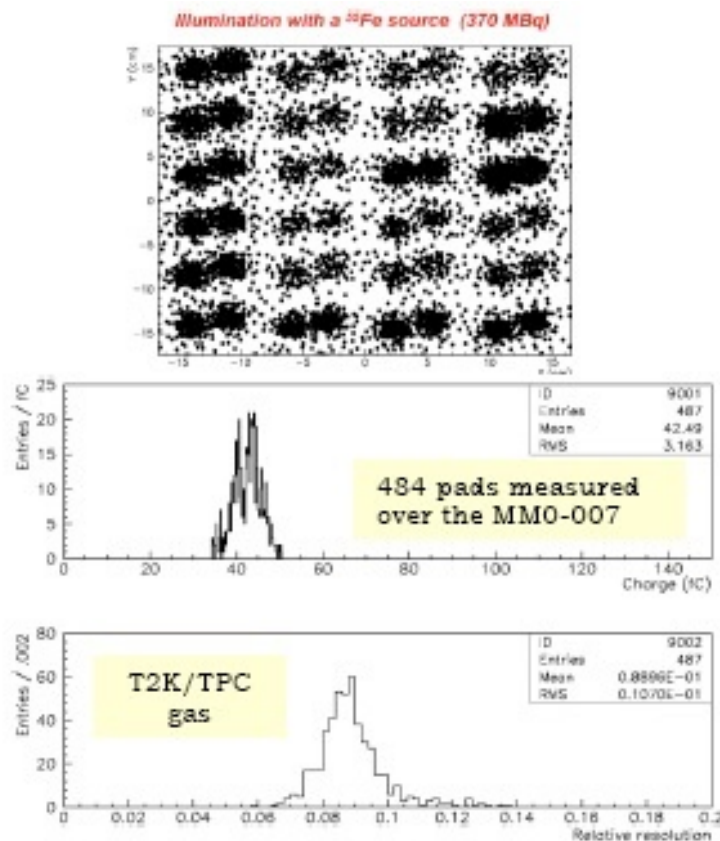 Illumination with a ⁵⁵Fe source (370 MBq)
Y (cm)
15
10
5
0
-5
-10
-15
-15 -10 -5 0 5 10 15
Entries / fC
25
20
15
10
5
0
0 20 40 60 80 100 120 140
Charge (fC)
ID 9001
Entries 487
Mean 42.49
RMS 3.163
484 pads measured
over the MM0-007
Entries / .002
80
60
40
20
0
0 0.02 0.04 0.06 0.08 0.1 0.12 0.14 0.16 0.18 0.2
Relative resolution
ID 9002
Entries 487
Mean 0.8896E-01
RMS 0.1070E-01
T2K/TPC
gas